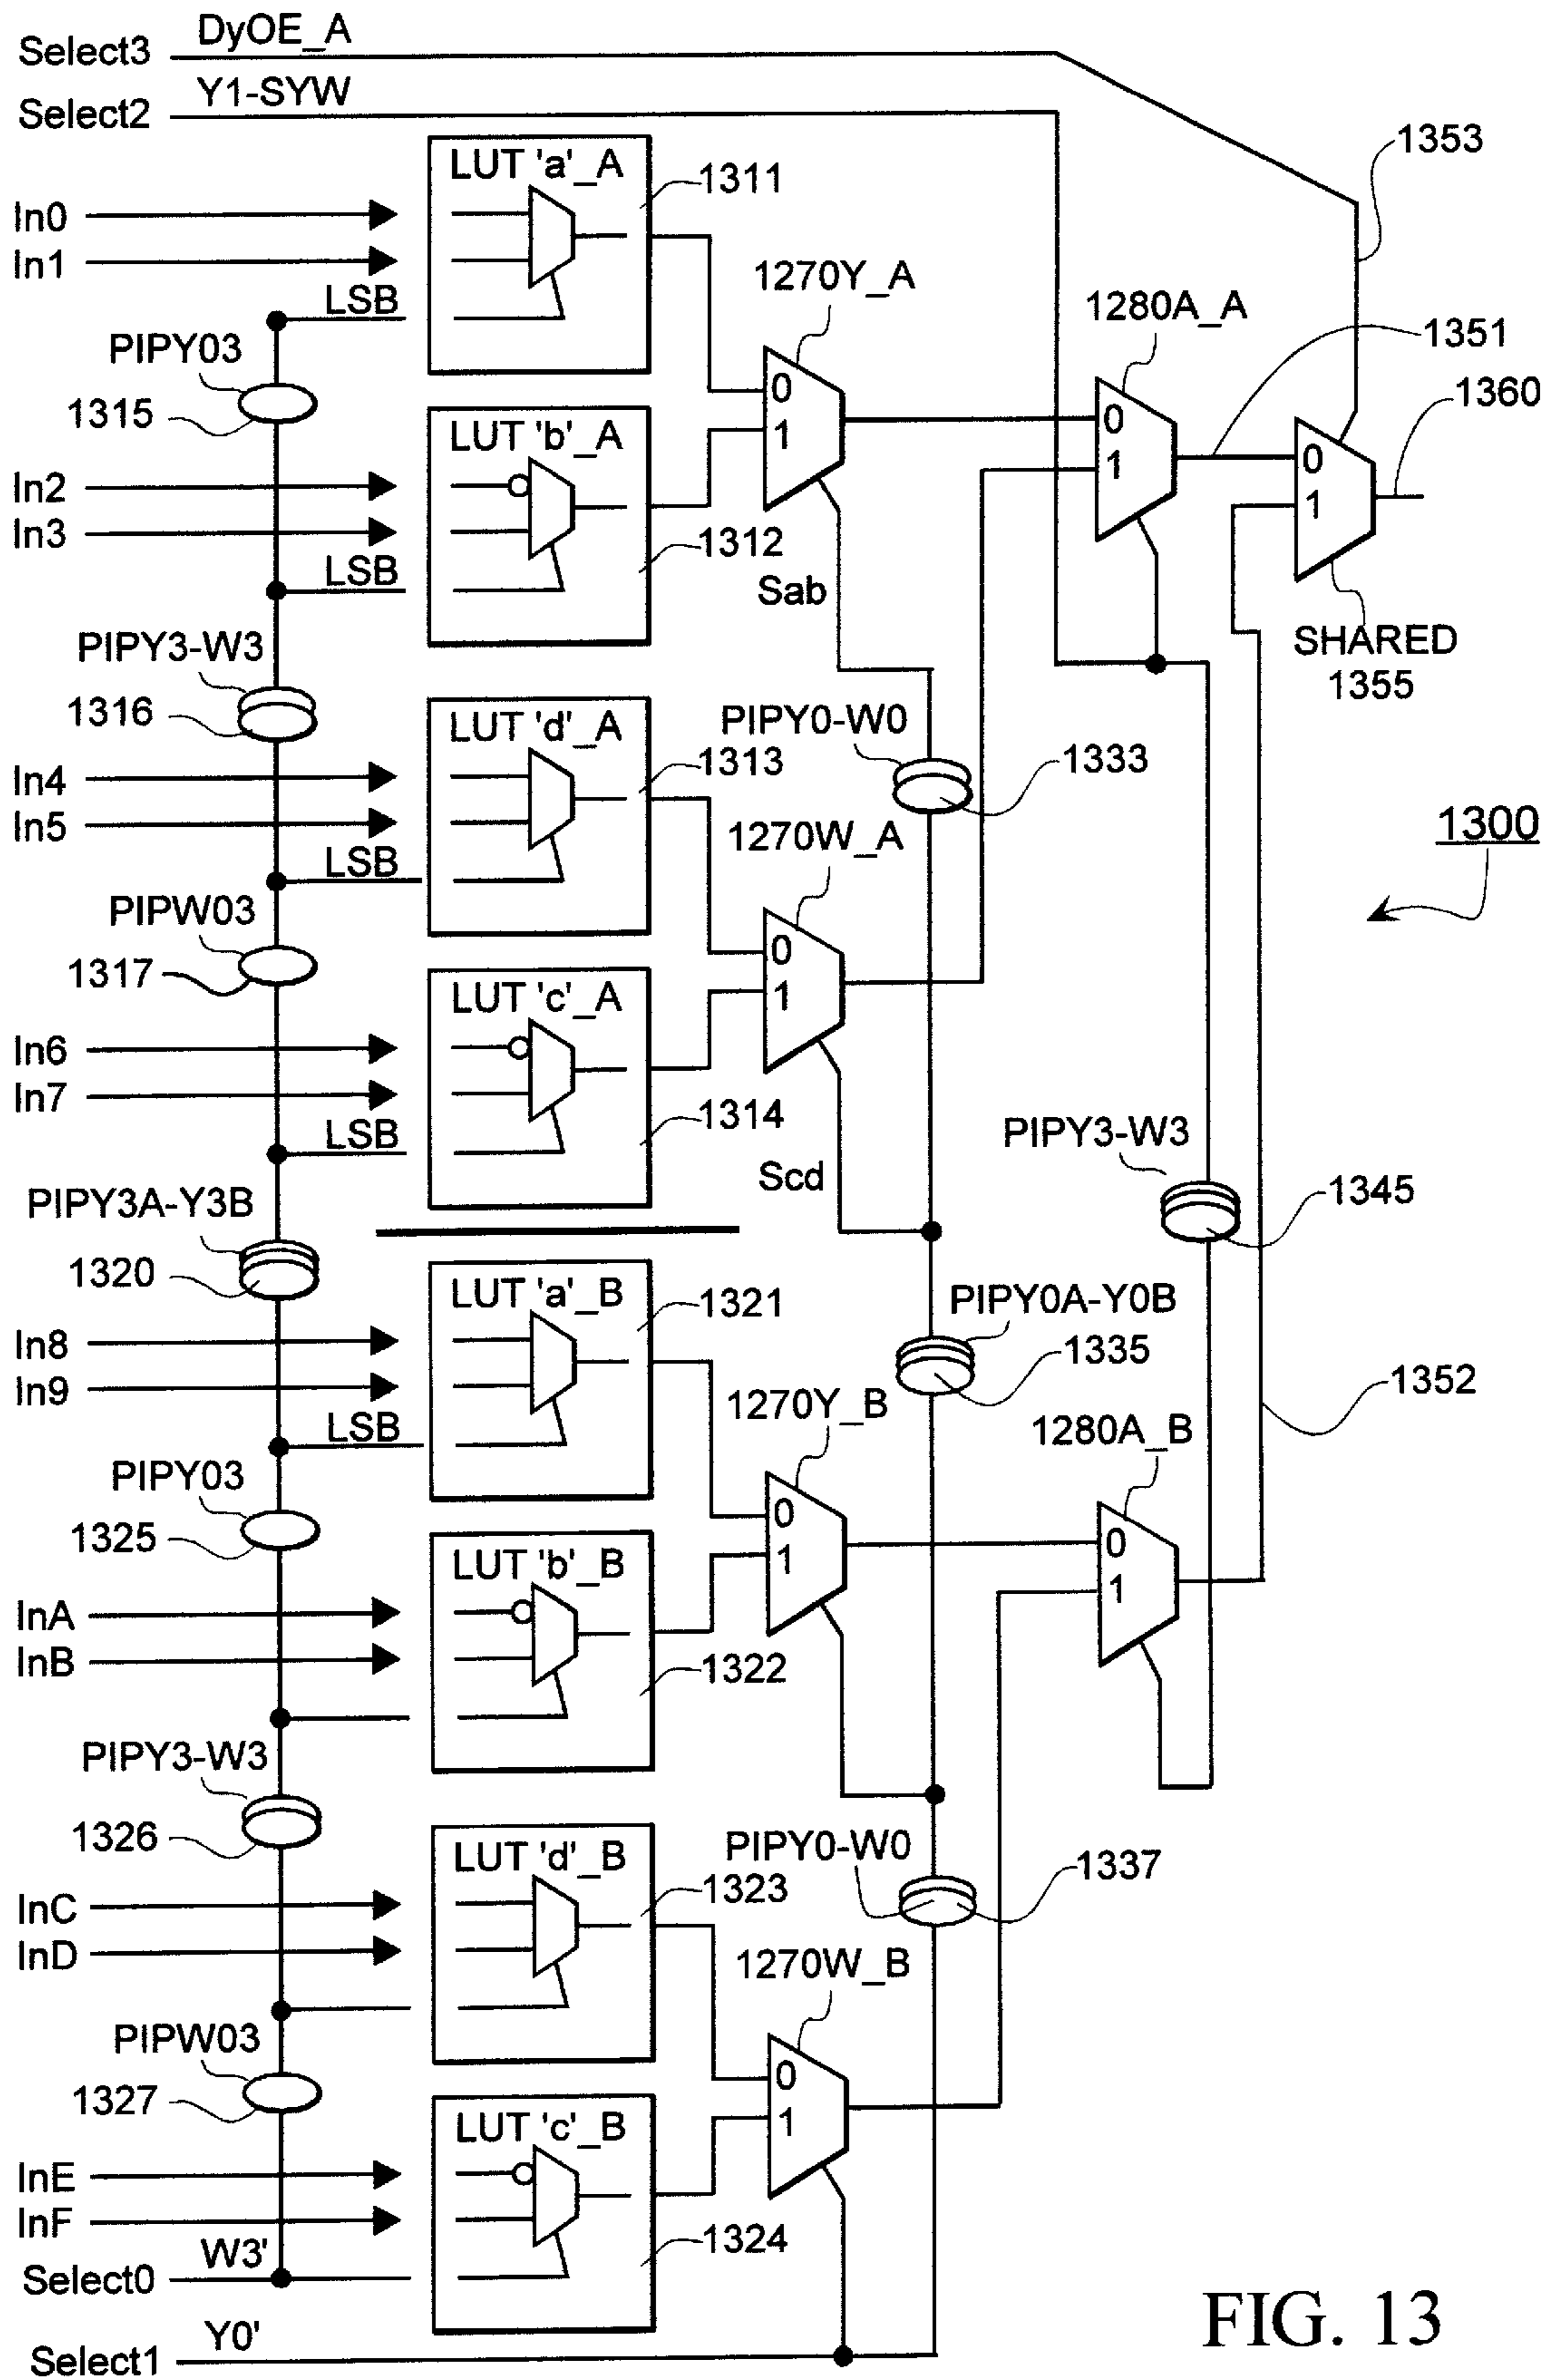 Select3 DyOE_A
Select2 Y1-SYW
1353
LUT 'a'_A
1311
In0
In1
LSB
1270Y_A
1280A_A
1351
1360
PIPY03
1315
0
1
0
1
0
1
LUT 'b'_A
In2
In3
1312
LSB
Sab
SHARED
1355
PIPY3-W3
1316
LUT 'd'_A
1313
PIPY0-W0
1333
In4
In5
LSB
1270W_A
1300
PIPW03
1317
0
1
LUT 'c'_A
In6
In7
1314
LSB
Scd
PIPY3-W3
1345
PIPY3A-Y3B
1320
LUT 'a'_B
1321
PIPY0A-Y0B
1335
In8
In9
LSB
1270Y_B
1280A_B
1352
PIPY03
1325
0
1
0
1
LUT 'b'_B
InA
InB
1322
PIPY3-W3
1326
LUT 'd'_B
1323
PIPY0-W0
1337
InC
InD
1270W_B
PIPW03
1327
0
1
LUT 'c'_B
InE
InF
1324
Select0 W3'
Select1 Y0'
FIG. 13